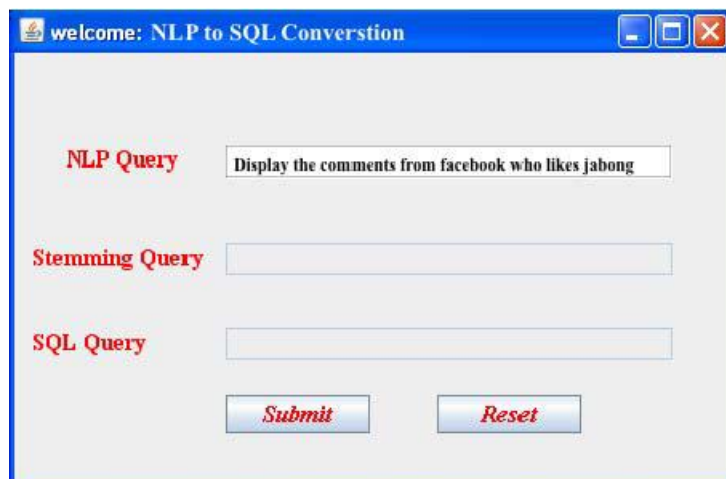 welcome: NLP to SQL Converstion
NLP Query
Display the comments from facebook who likes jabong
Stemming Query
SQL Query
Submit
Reset